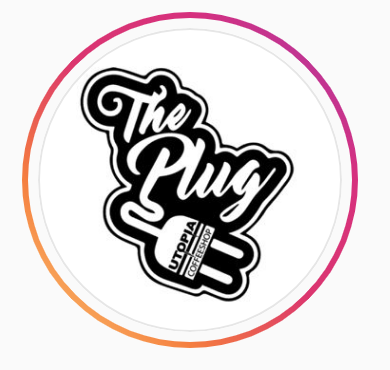 The
Plug
UTOPIA
COFFEESHOP